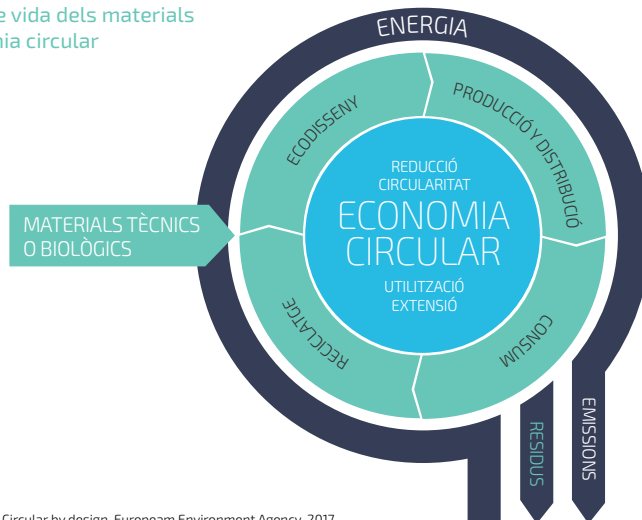 vida dels materials
circular
ENERGIA
ECODISSENY
PRODUCCIÓ Y DISTRIBUCIÓ
REDUCCIÓ
CIRCULARITAT
ECONOMIA
CIRCULAR
UTILITZACIÓ
EXTENSIÓ
MATERIALS TÈCNICS
O BIOLÒGICS
RECICLATGE
CONSUM
RESIDUS
EMISSIONS
Circular by design. Europeam Environment Agency, 2017